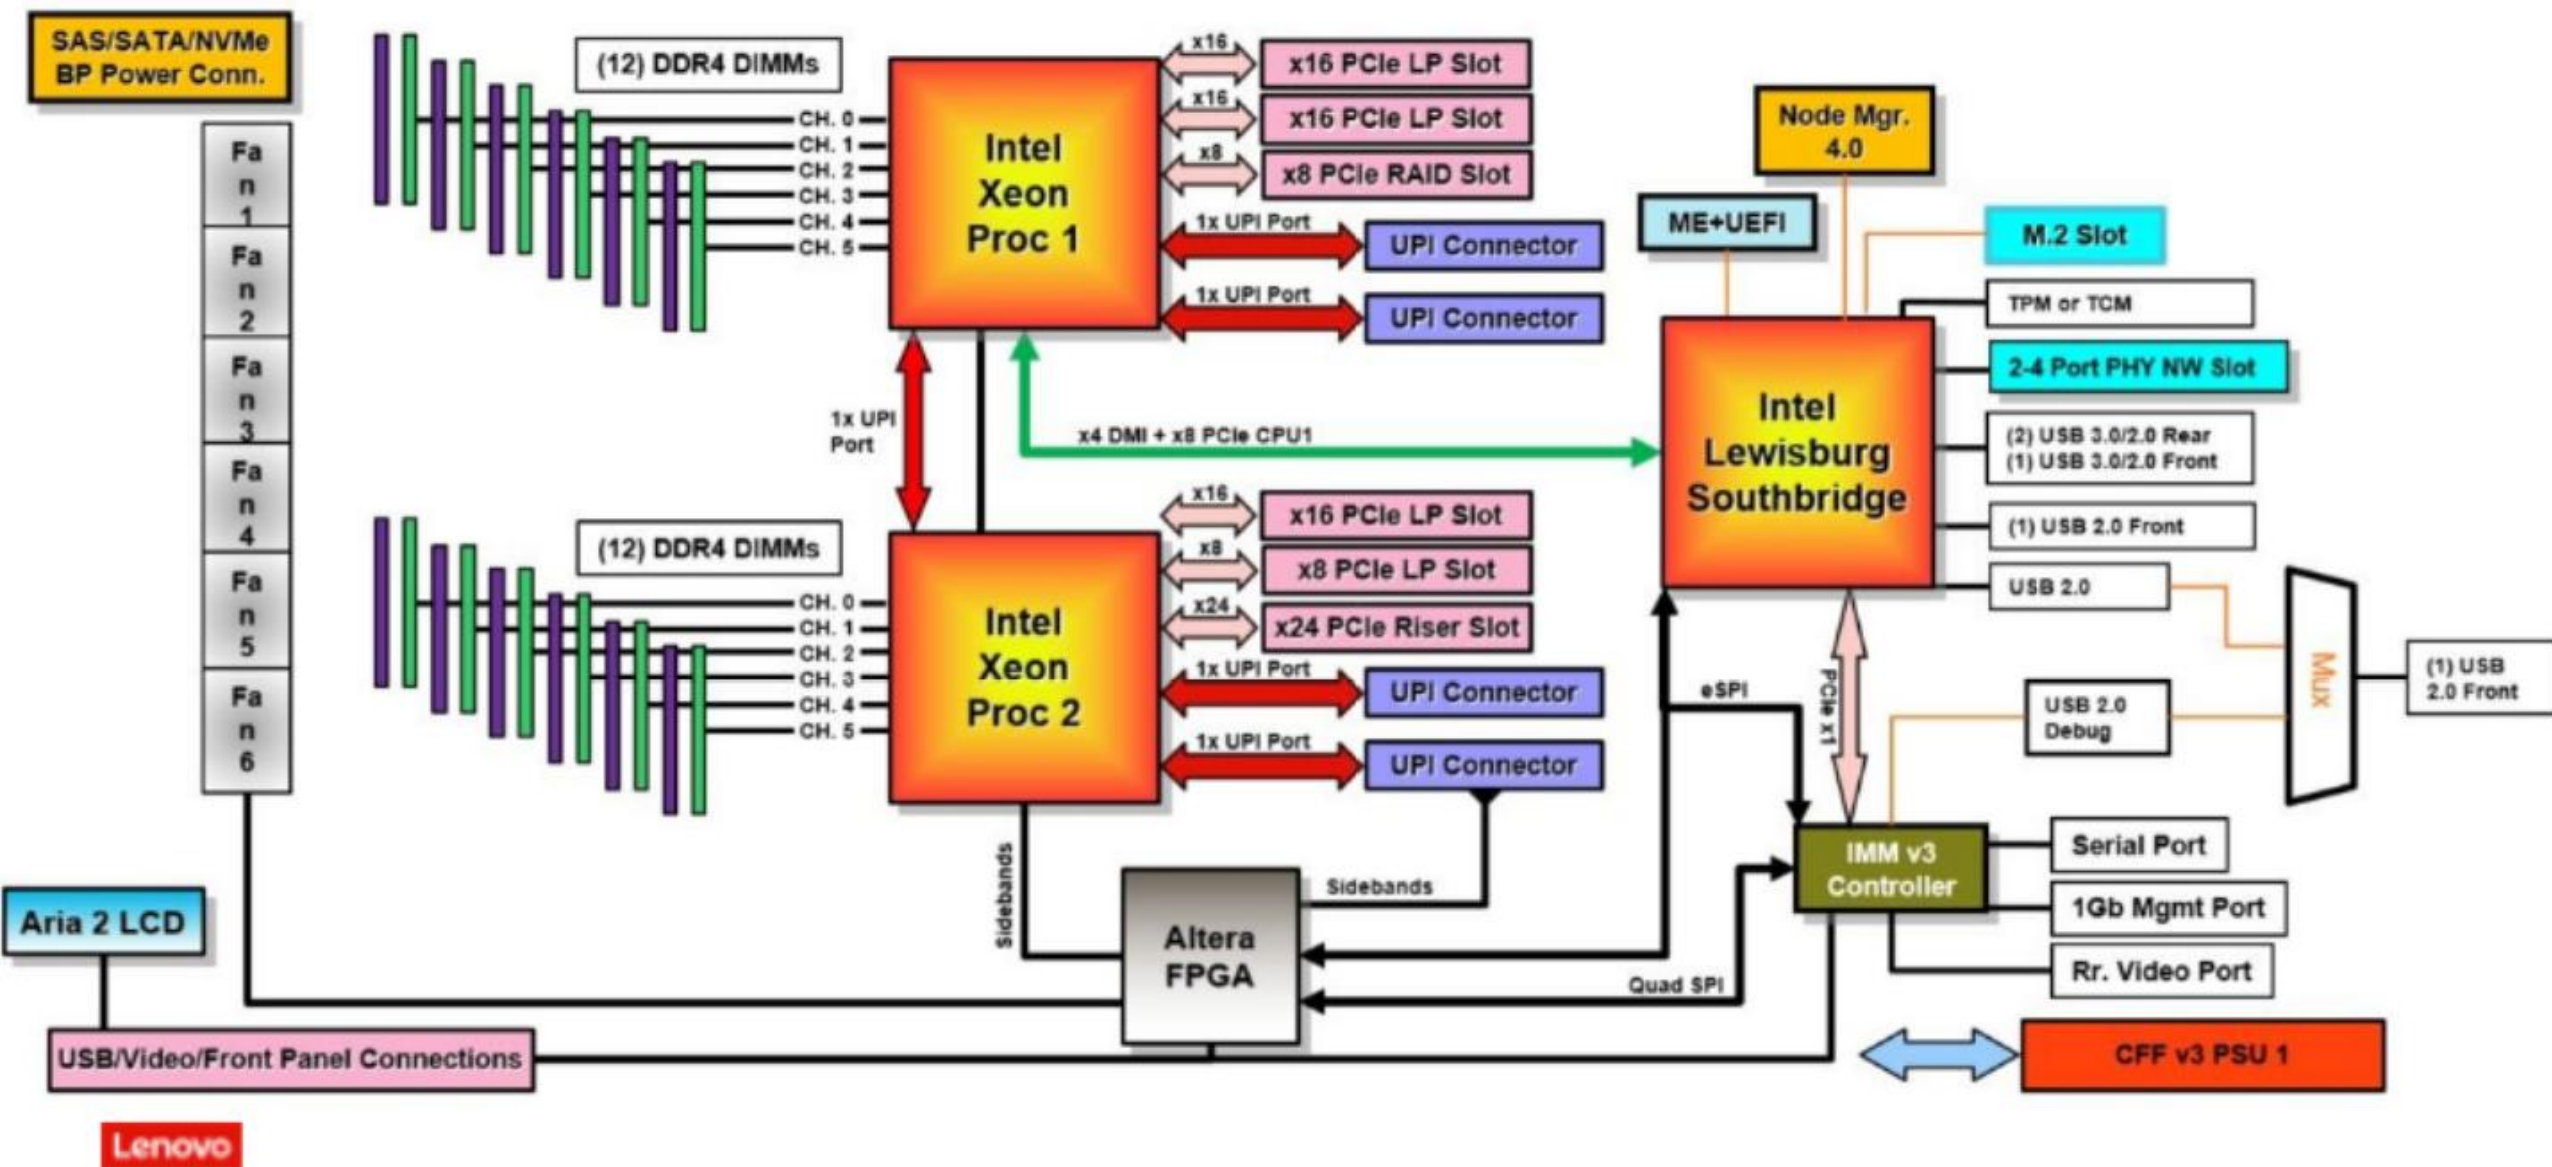 SAS/SATA/NVMe
BP Power Conn.
Fa
n
1
Fa
n
2
Fa
n
3
Fa
n
4
Fa
n
5
Fa
n
6
Aria 2 LCD
USB/Video/Front Panel Connections
Lenovo
(12) DDR4 DIMMs
CH. 0
CH. 1
CH. 2
CH. 3
CH. 4
CH. 5
Intel
Xeon
Proc 1
x16
x16 PCIe LP Slot
x16
x16 PCIe LP Slot
x8
x8 PCIe RAID Slot
1x UPI Port
UPI Connector
1x UPI Port
UPI Connector
1x UPI
Port
x4 DMI + x8 PCIe CPU1
(12) DDR4 DIMMs
CH. 0
CH. 1
CH. 2
CH. 3
CH. 4
CH. 5
Intel
Xeon
Proc 2
x16
x16 PCIe LP Slot
x8
x8 PCIe LP Slot
x24
x24 PCIe Riser Slot
1x UPI Port
UPI Connector
1x UPI Port
UPI Connector
Sidebands
Sidebands
Altera
FPGA
Quad SPI
eSPI
PCIe x1
Node Mgr.
4.0
ME+UEFI
M.2 Slot
TPM or TCM
2-4 Port PHY NW Slot
Intel
Lewisburg
Southbridge
(2) USB 3.0/2.0 Rear
(1) USB 3.0/2.0 Front
(1) USB 2.0 Front
USB 2.0
USB 2.0
Debug
Mux
(1) USB
2.0 Front
IMM v3
Controller
Serial Port
1Gb Mgmt Port
Rr. Video Port
CFF v3 PSU 1